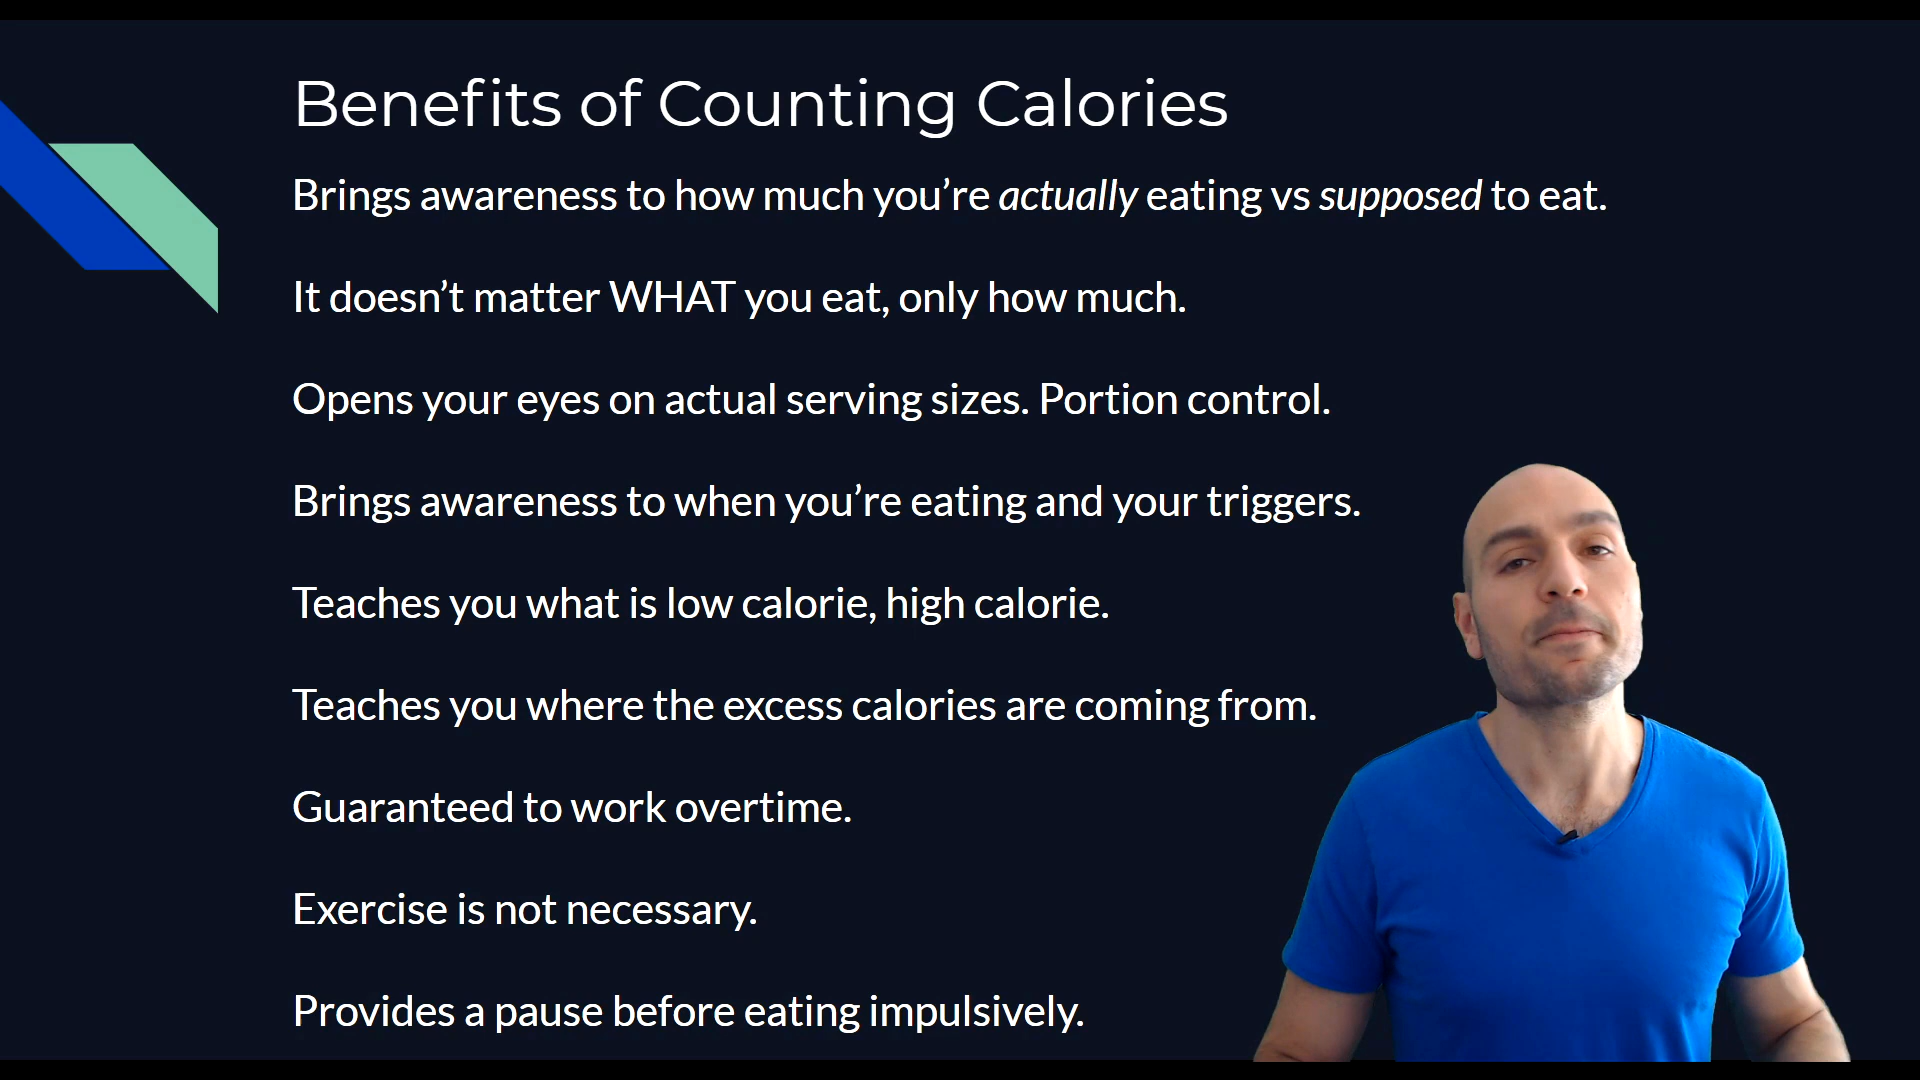 Benefits of Counting Calories
Brings awareness to how much you’re actually eating vs supposed to eat.
It doesn’t matter WHAT you eat, only how much.
Opens your eyes on actual serving sizes. Portion control.
Brings awareness to when you’re eating and your triggers.
Teaches you what is low calorie, high calorie.
Teaches you where the excess calories are coming from.
Guaranteed to work overtime.
Exercise is not necessary.
Provides a pause before eating impulsively.